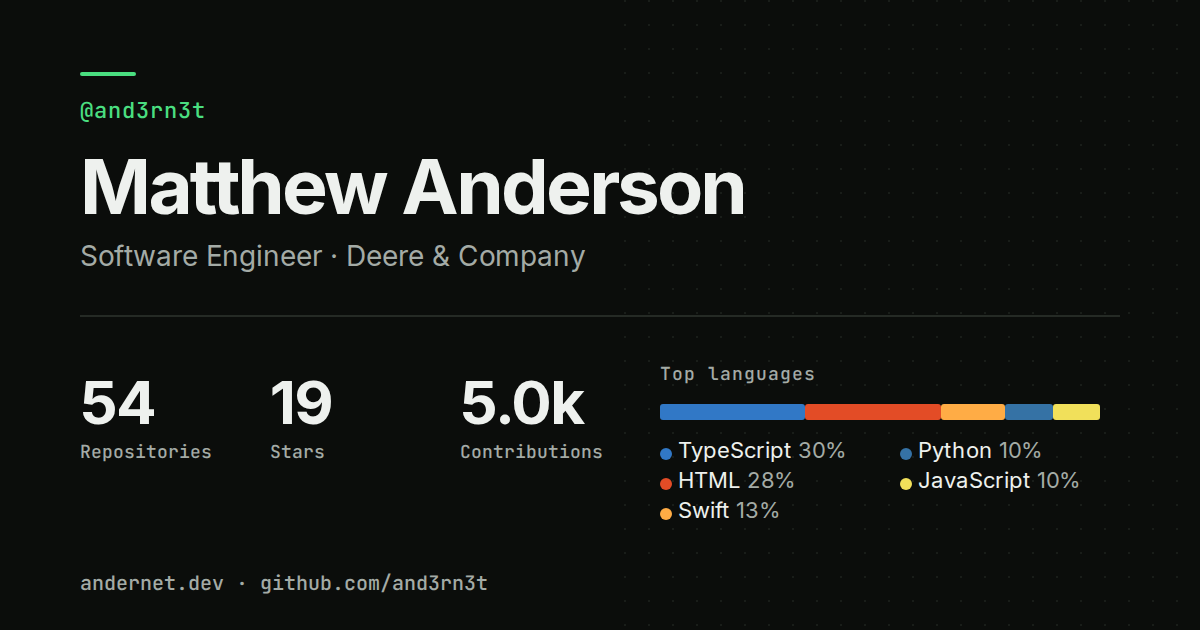 @and3rn3t
Matthew Anderson
Software Engineer · Deere & Company
54
Repositories
19
Stars
5.0k
Contributions
Top languages
TypeScript 30%
HTML 28%
Swift 13%
Python 10%
JavaScript 10%
andernet.dev · github.com/and3rn3t